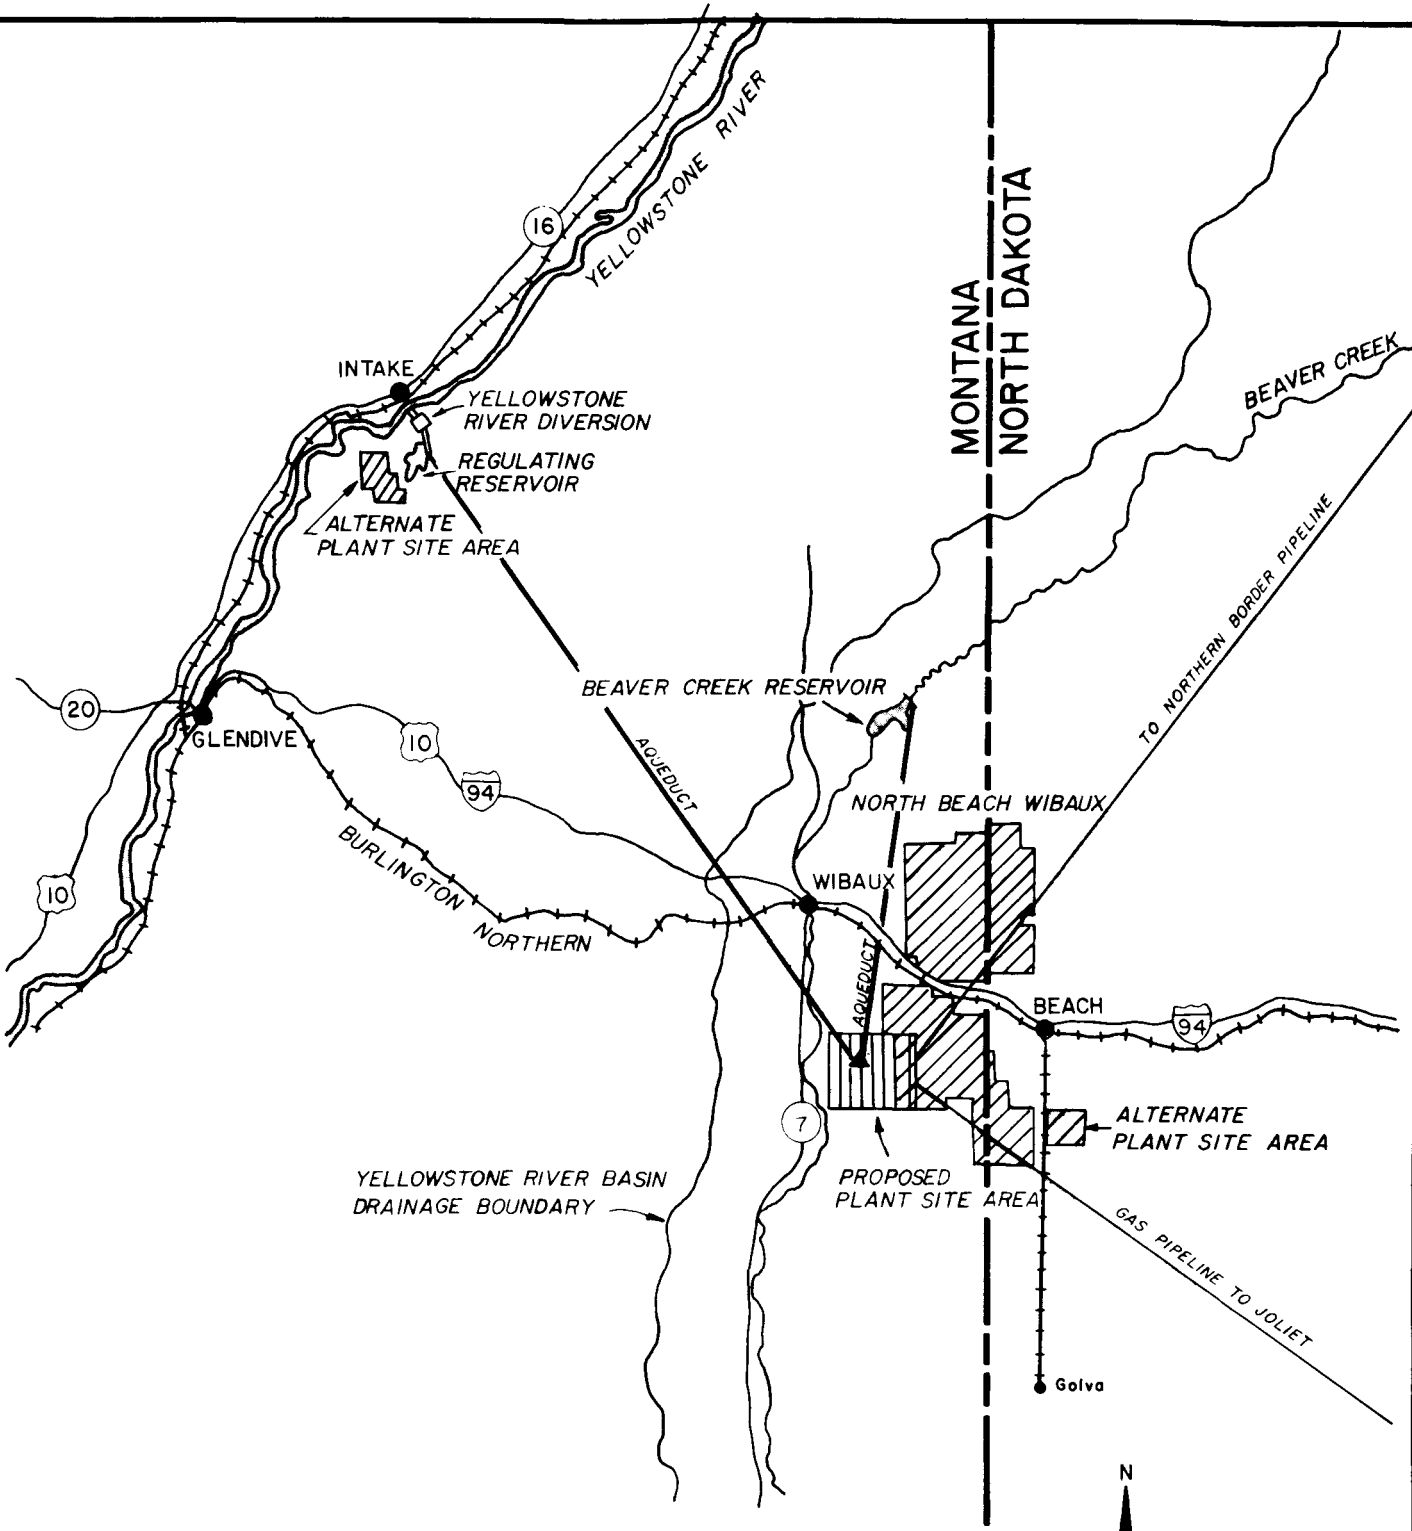 16
YELLOWSTONE RIVER
MONTANA
NORTH DAKOTA
BEAVER CREEK
INTAKE
YELLOWSTONE
RIVER DIVERSION
REGULATING
RESERVOIR
ALTERNATE
PLANT SITE AREA
TO NORTHERN BORDER PIPELINE
BEAVER CREEK RESERVOIR
20
GLENDIVE
10
94
AQUEDUCT
NORTH BEACH WIBAUX
BURLINGTON NORTHERN
10
WIBAUX
AQUEDUCT
BEACH
94
7
ALTERNATE
PLANT SITE AREA
YELLOWSTONE RIVER BASIN
DRAINAGE BOUNDARY
PROPOSED
PLANT SITE AREA
GAS PIPELINE TO JOLIET
Golva
N